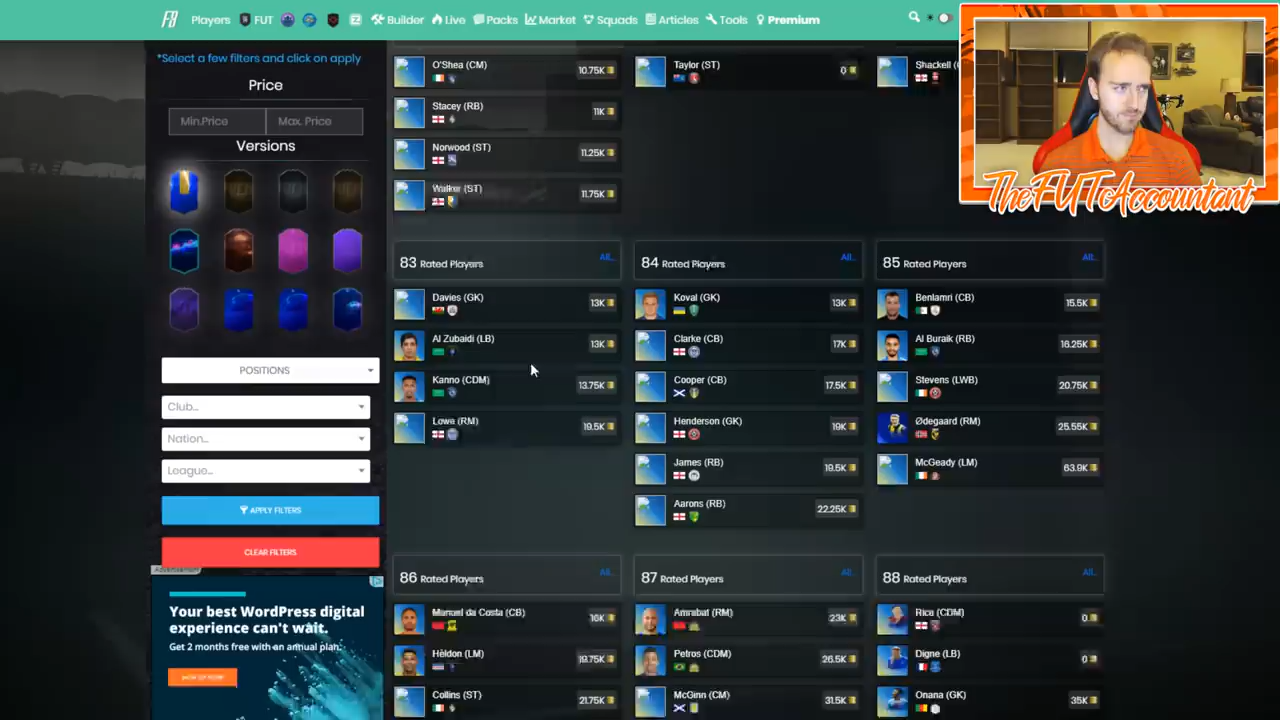 F8 Players FUT Builder Live Packs Market Squads Articles Tools Premium
*Select a few filters and click on apply
Price
Min.Price Max. Price
Versions
POSITIONS
Club...
Nation...
League...
APPLY FILTERS
CLEAR FILTERS
Your best WordPress digital
experience can't wait.
Get 2 months free with an annual plan.
O'Shea (CM) 10.75K
Stacey (RB) 11K
Norwood (ST) 11.25K
Walker (ST) 11.75K
Taylor (ST) 0
Shackell
83 Rated Players All..
Davies (GK) 13K
Al Zubaidi (LB) 13K
Kanno (CDM) 13.75K
Lowe (RM) 19.5K
84 Rated Players All..
Koval (GK) 13K
Clarke (CB) 17K
Cooper (CB) 17.5K
Henderson (GK) 19K
James (RB) 19.5K
Aarons (RB) 22.25K
85 Rated Players All..
Benlamri (CB) 15.5K
Al Buraik (RB) 16.25K
Stevens (LWB) 20.75K
Ødegaard (RM) 25.55K
McGeady (LM) 63.9K
86 Rated Players All..
Manuel da Costa (CB) 16K
Héldon (LM) 19.75K
Collins (ST) 21.75K
87 Rated Players All..
Amrabat (RM) 23K
Petros (CDM) 26.5K
McGinn (CM) 31.5K
88 Rated Players All..
Rice (CDM) 0
Digne (LB) 0
Onana (GK) 35K
TheFUTAccountant